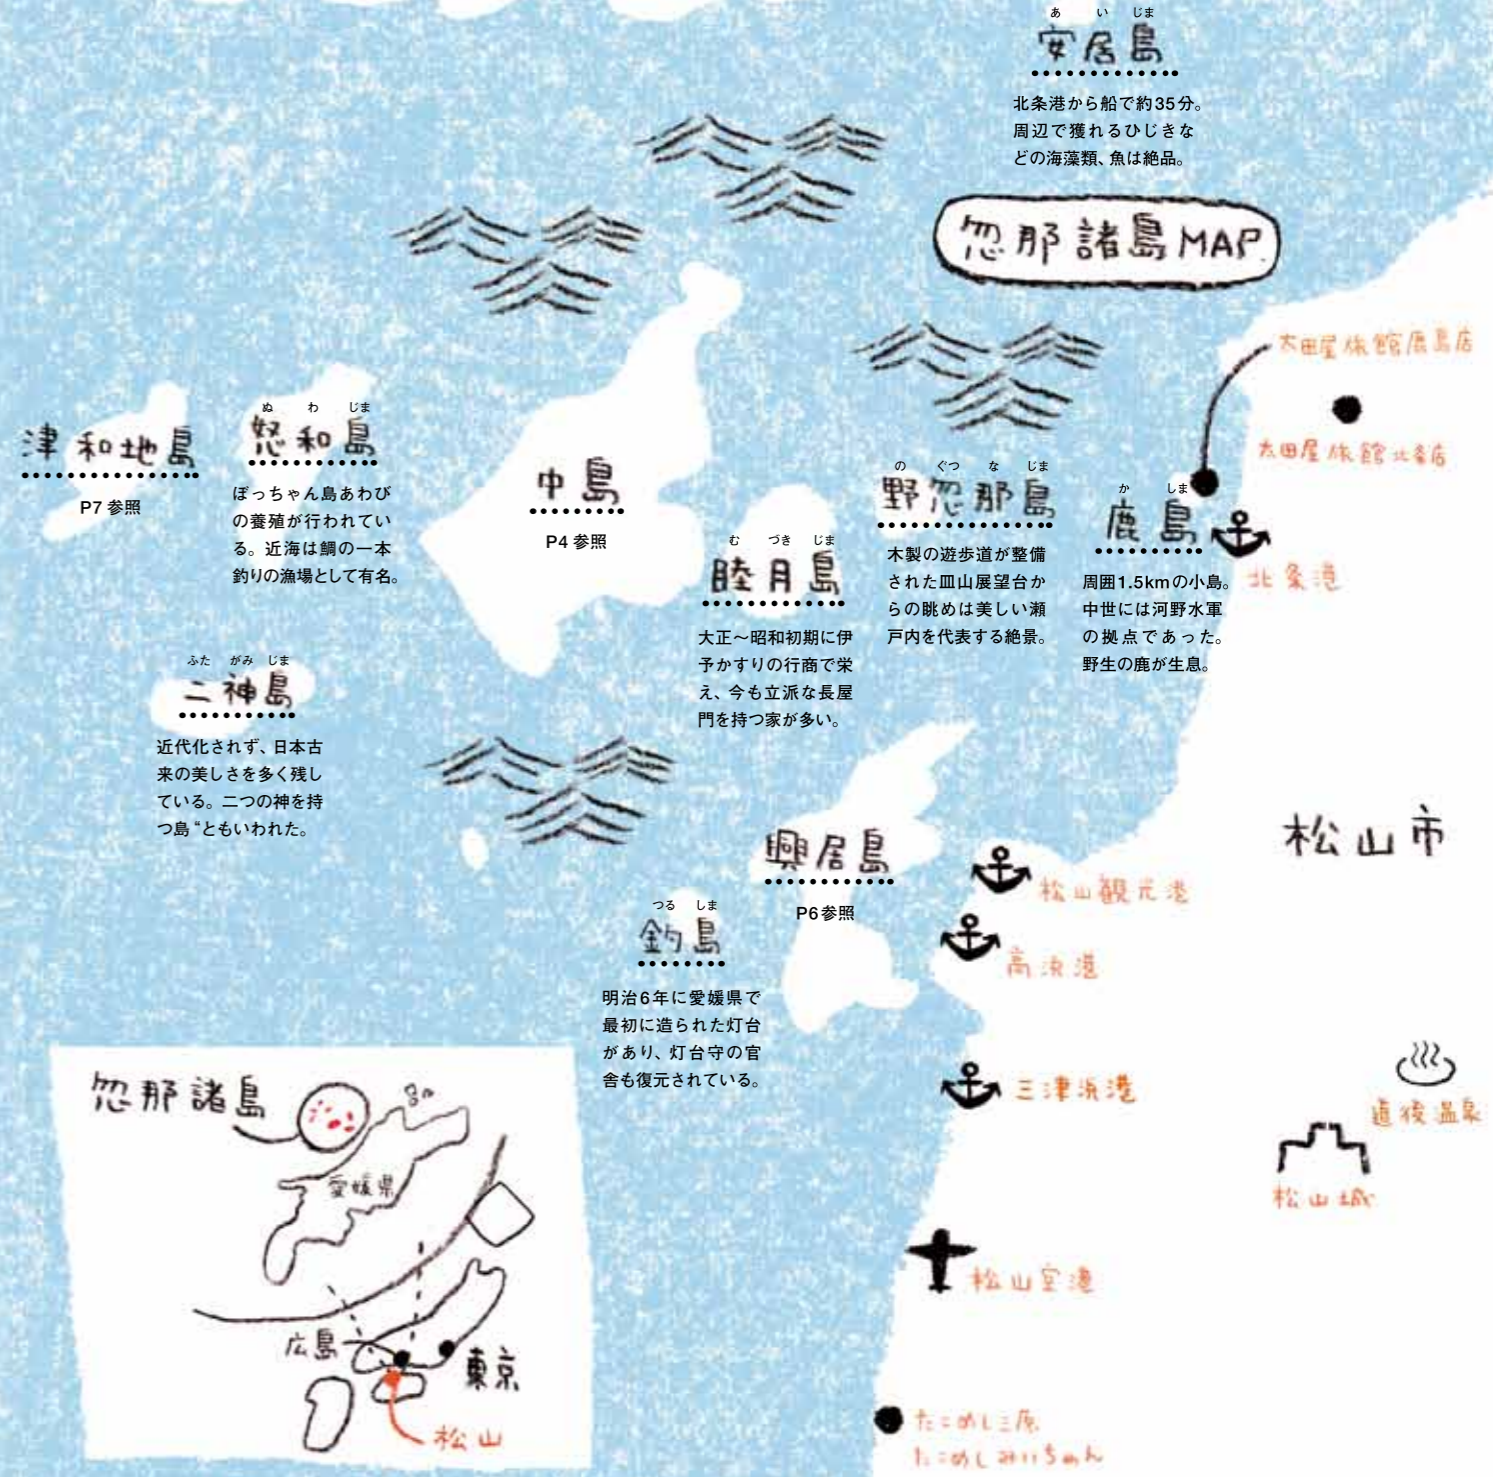 あ い じま
安居島
北条港から船で約35分。
周辺で獲れるひじきな
どの海藻類、魚は絶品。
忽那諸島MAP
太田屋旅館鹿島店
太田屋旅館北条店
津和地島
P7 参照
ぬ わ じま
怒和島
ぼっちゃん島あわび
の養殖が行われてい
る。近海は鯛の一本
釣りの漁場として有名。
中島
P4 参照
む づき じま
睦月島
大正〜昭和初期に伊
予かすりの行商で栄
え、今も立派な長屋
門を持つ家が多い。
の ぐつ な じま
野忽那島
木製の遊歩道が整備
された皿山展望台か
らの眺めは美しい瀬
戸内を代表する絶景。
か しま
鹿島
周囲1.5kmの小島。
中世には河野水軍
の拠点であった。
野生の鹿が生息。
北条港
ふた がみ じま
二神島
近代化されず、日本古
来の美しさを多く残し
ている。二つの神を持
つ島“ともいわれた。
興居島
P6参照
つる しま
釣島
明治6年に愛媛県で
最初に造られた灯台
があり、灯台守の官
舎も復元されている。
松山市
松山観光港
高浜港
三津浜港
道後温泉
松山城
松山空港
たこめし三原
たこめしみいちゃん
忽那諸島
愛媛県
広島
東京
松山